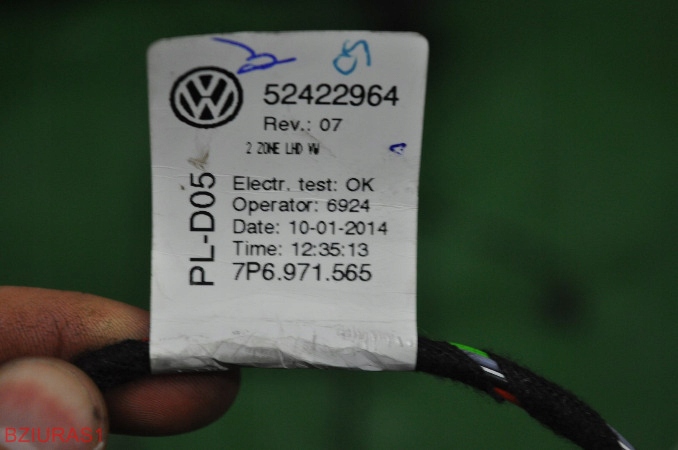 52422964
Rev.: 07
2 ZONE LHD VW
PL-D05
Electr. test: OK
Operator: 6924
Date: 10-01-2014
Time: 12:35:13
7P6.971.565
BZIURAS1